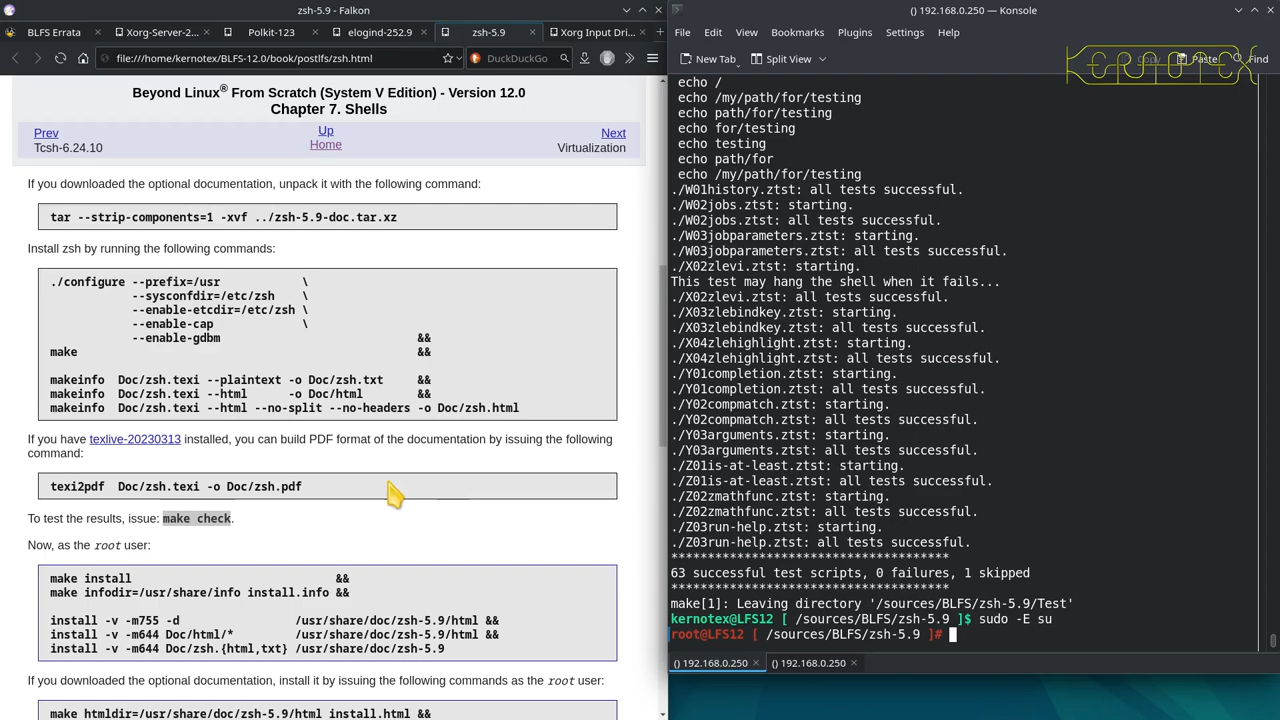 zsh-5.9 - Falkon
BLFS Errata
Xorg-Server-2...
Polkit-123
elogind-252.9
zsh-5.9
Xorg Input Dri...
file:///home/kernotex/BLFS-12.0/book/postlfs/zsh.html
DuckDuckGo
Beyond Linux® From Scratch (System V Edition) - Version 12.0
Chapter 7. Shells
Prev
Up
Next
Tcsh-6.24.10
Home
Virtualization
If you downloaded the optional documentation, unpack it with the following command:
tar --strip-components=1 -xvf ../zsh-5.9-doc.tar.xz
Install zsh by running the following commands:
./configure --prefix=/usr \
--sysconfdir=/etc/zsh \
--enable-etcdir=/etc/zsh \
--enable-cap \
--enable-gdbm &&
make &&
makeinfo Doc/zsh.texi --plaintext -o Doc/zsh.txt &&
makeinfo Doc/zsh.texi --html -o Doc/html &&
makeinfo Doc/zsh.texi --html --no-split --no-headers -o Doc/zsh.html
If you have texlive-20230313 installed, you can build PDF format of the documentation by issuing the following
command:
texi2pdf Doc/zsh.texi -o Doc/zsh.pdf
To test the results, issue: make check.
Now, as the root user:
make install &&
make infodir=/usr/share/info install.info &&
install -v -m755 -d /usr/share/doc/zsh-5.9/html &&
install -v -m644 Doc/html/* /usr/share/doc/zsh-5.9/html &&
install -v -m644 Doc/zsh.{html,txt} /usr/share/doc/zsh-5.9
If you downloaded the optional documentation, install it by issuing the following commands as the root user:
make htmldir=/usr/share/doc/zsh-5.9/html install.html &&
() 192.168.0.250 — Konsole
File Edit View Bookmarks Plugins Settings Help
New Tab Split View Copy Paste Find
KERNOTEX
echo /
echo /my/path/for/testing
echo path/for/testing
echo for/testing
echo testing
echo path/for
echo /my/path/for/testing
./W01history.ztst: all tests successful.
./W02jobs.ztst: starting.
./W02jobs.ztst: all tests successful.
./W03jobparameters.ztst: starting.
./W03jobparameters.ztst: all tests successful.
./X02zlevi.ztst: starting.
This test may hang the shell when it fails...
./X02zlevi.ztst: all tests successful.
./X03zlebindkey.ztst: starting.
./X03zlebindkey.ztst: all tests successful.
./X04zlehighlight.ztst: starting.
./X04zlehighlight.ztst: all tests successful.
./Y01completion.ztst: starting.
./Y01completion.ztst: all tests successful.
./Y02compmatch.ztst: starting.
./Y02compmatch.ztst: all tests successful.
./Y03arguments.ztst: starting.
./Y03arguments.ztst: all tests successful.
./Z01is-at-least.ztst: starting.
./Z01is-at-least.ztst: all tests successful.
./Z02zmathfunc.ztst: starting.
./Z02zmathfunc.ztst: all tests successful.
./Z03run-help.ztst: starting.
./Z03run-help.ztst: all tests successful.
**************************************
63 successful test scripts, 0 failures, 1 skipped
**************************************
make[1]: Leaving directory '/sources/BLFS/zsh-5.9/Test'
kernotex@LFS12 [ /sources/BLFS/zsh-5.9 ]$ sudo -E su
root@LFS12 [ /sources/BLFS/zsh-5.9 ]#
() 192.168.0.250
() 192.168.0.250